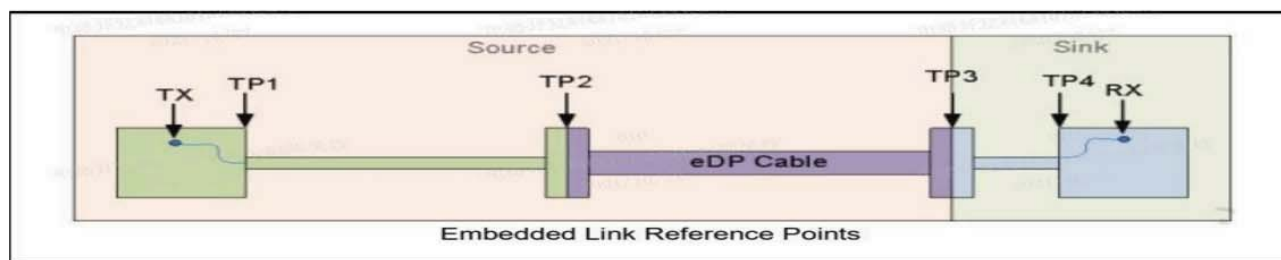 Source
Sink
TX
TP1
TP2
TP3
TP4
RX
eDP Cable
Embedded Link Reference Points